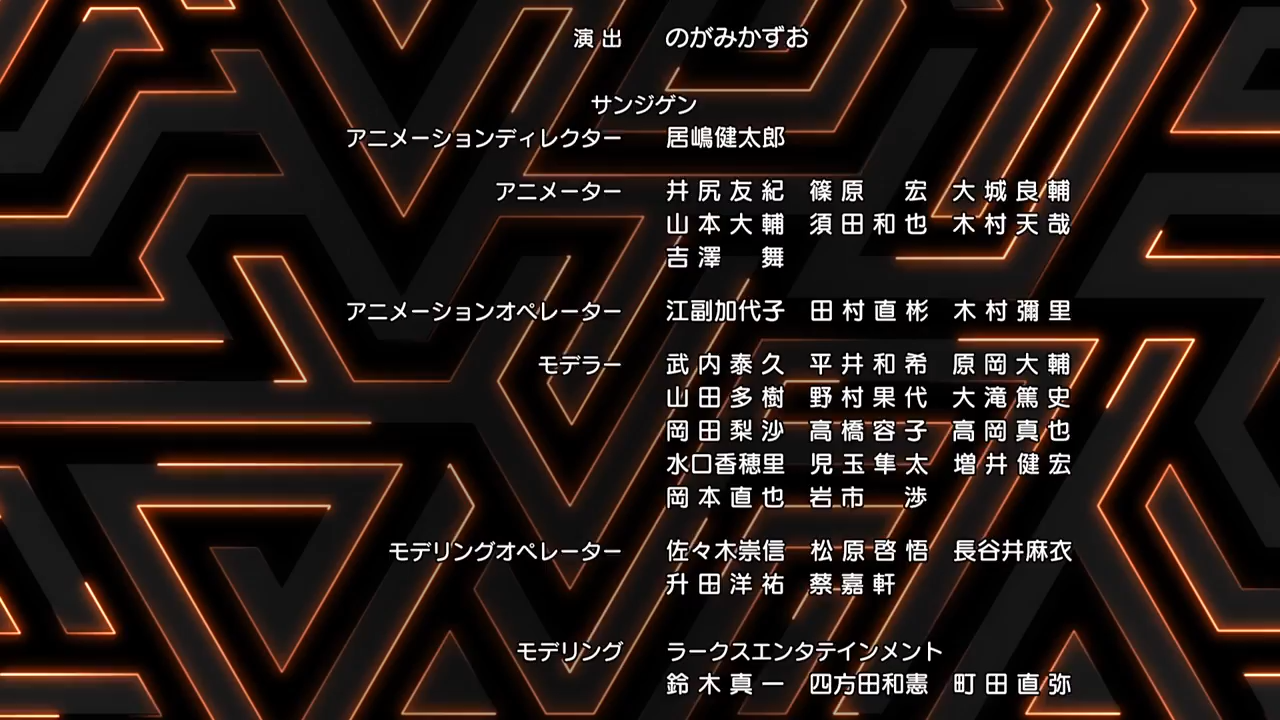 演出 のがみかずお
サンジゲン
アニメーションディレクター 居嶋健太郎
アニメーター 井尻友紀 篠原 宏 大城良輔
山本大輔 須田和也 木村天哉
吉澤 舞
アニメーションオペレーター 江副加代子 田村直彬 木村彌里
モデラー 武内泰久 平井和希 原岡大輔
山田多樹 野村果代 大滝篤史
岡田梨沙 高橋容子 高岡真也
水口香穂里 児玉隼太 増井健宏
岡本直也 岩市 渉
モデリングオペレーター 佐々木崇信 松原啓悟 長谷井麻衣
升田洋祐 蔡嘉軒
モデリング ラークスエンタテインメント
鈴木真一 四方田和憲 町田直弥